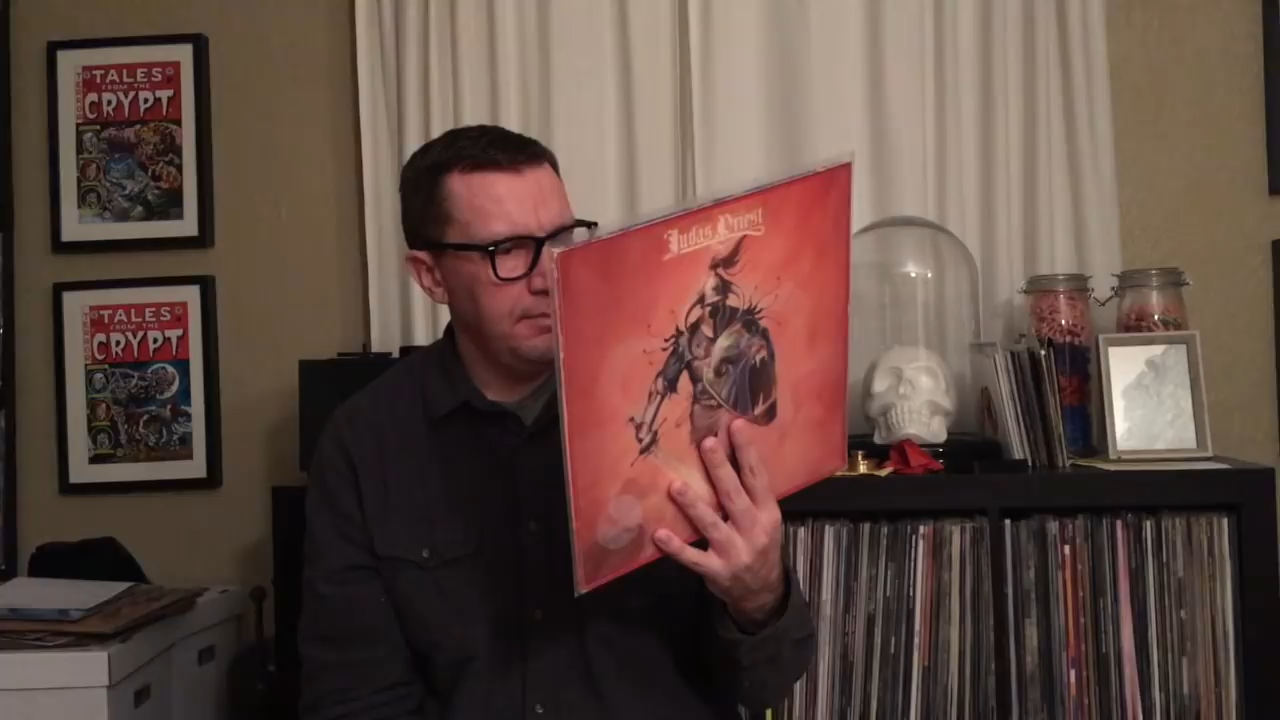 TALES
FROM THE
CRYPT
TALES
FROM THE
CRYPT
Judas Priest